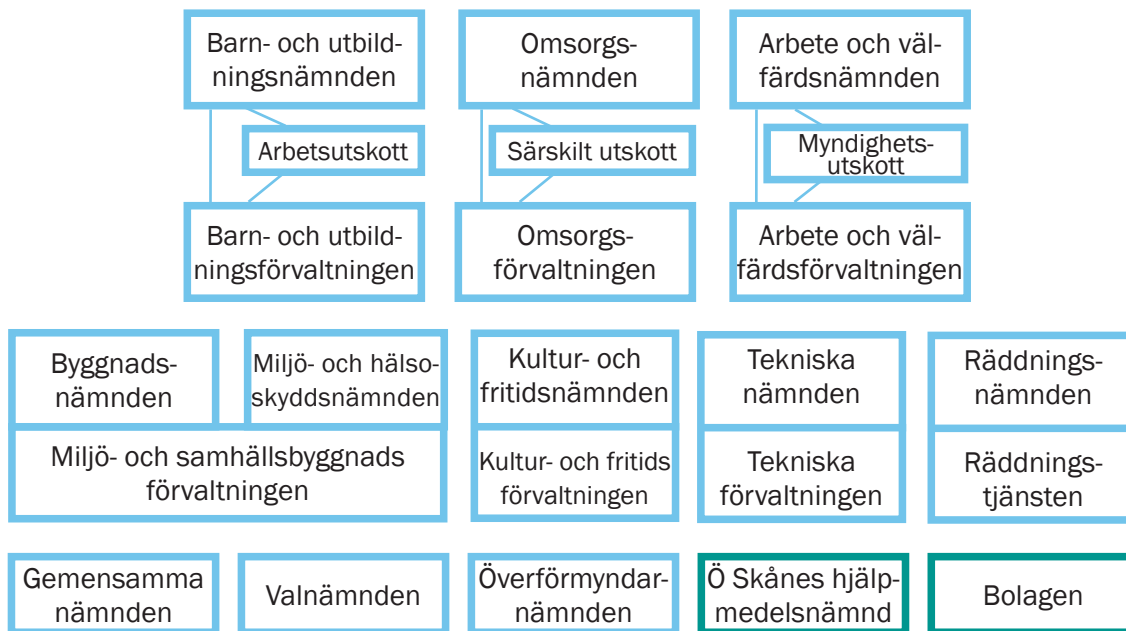 Barn- och utbild-
ningsnämnden
Omsorgs-
nämnden
Arbete och väl-
färdsnämnden
Arbetsutskott
Särskilt utskott
Myndighets-
utskott
Barn- och utbild-
ningsförvaltningen
Omsorgs-
förvaltningen
Arbete och väl-
färdsförvaltningen
Byggnads-
nämnden
Miljö- och hälso-
skyddsnämnden
Kultur- och
fritidsnämnden
Tekniska
nämnden
Räddnings-
nämnden
Miljö- och samhällsbyggnads
förvaltningen
Kultur- och fritids
förvaltningen
Tekniska
förvaltningen
Räddnings-
tjänsten
Gemensamma
nämnden
Valnämnden
Överförmyndar-
nämnden
Ö Skånes hjälp-
medelsnämnd
Bolagen